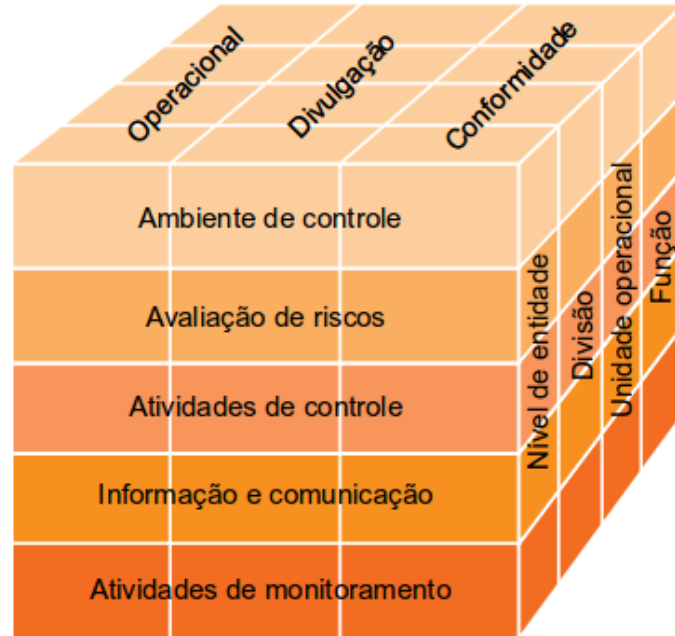 Operacional
Divulgação
Conformidade
Ambiente de controle
Avaliação de riscos
Atividades de controle
Informação e comunicação
Atividades de monitoramento
Nível de entidade
Divisão
Unidade operacional
Função